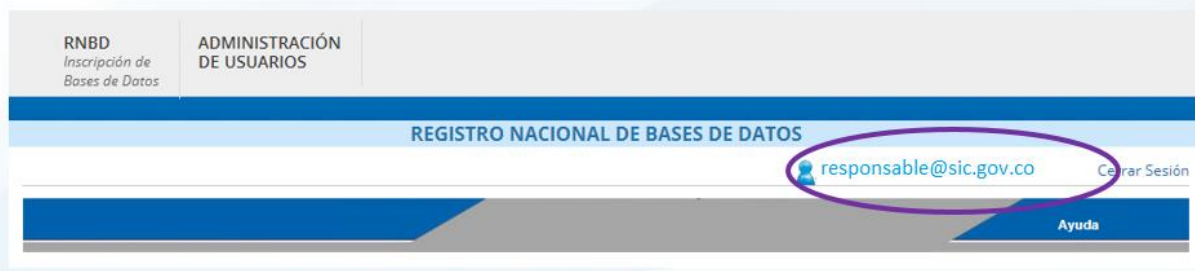 RNBD
Inscripción de
Bases de Datos
ADMINISTRACIÓN
DE USUARIOS
REGISTRO NACIONAL DE BASES DE DATOS
responsable@sic.gov.co
Cerrar Sesión
Ayuda